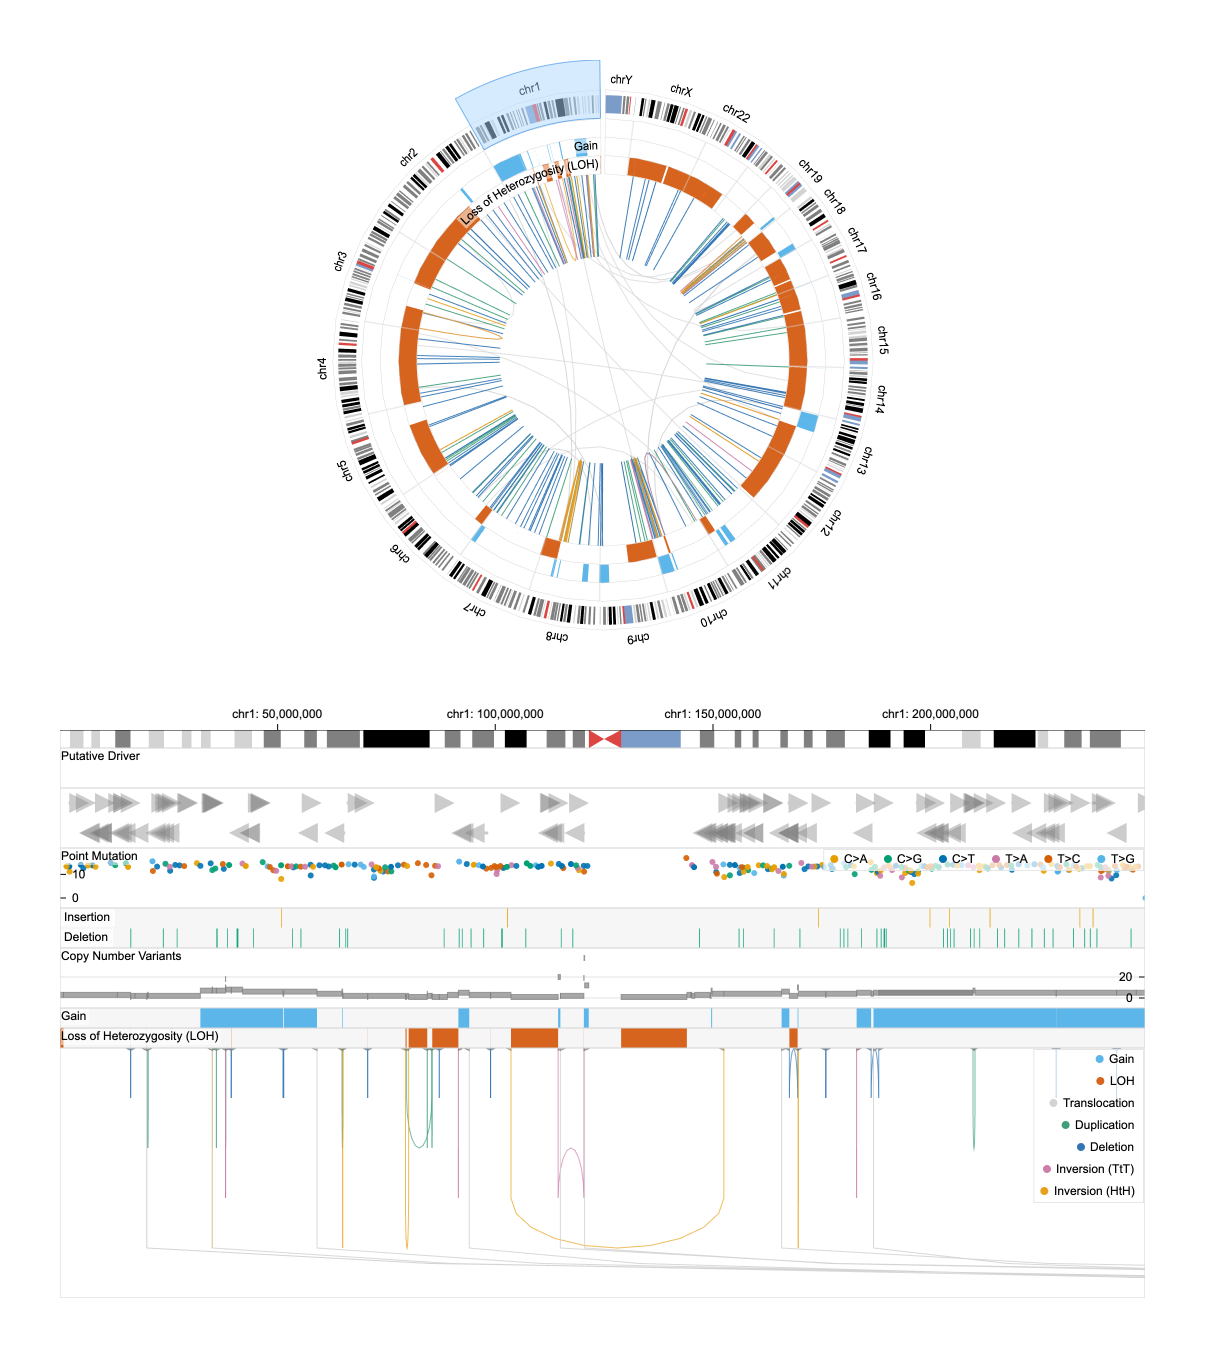 chr1
chrY
chrX
chr22
chr19
chr18
chr17
chr16
chr15
chr14
chr13
chr12
chr11
chr10
chr9
chr8
chr7
chr6
chr5
chr4
chr3
chr2
Gain
Loss of Heterozygosity (LOH)
chr1: 50,000,000 chr1: 100,000,000 chr1: 150,000,000 chr1: 200,000,000
Putative Driver
Point Mutation
C>A C>G C>T T>A T>C T>G
10
0
Insertion
Deletion
Copy Number Variants
20
0
Gain
Loss of Heterozygosity (LOH)
Gain
LOH
Translocation
Duplication
Deletion
Inversion (TtT)
Inversion (HtH)